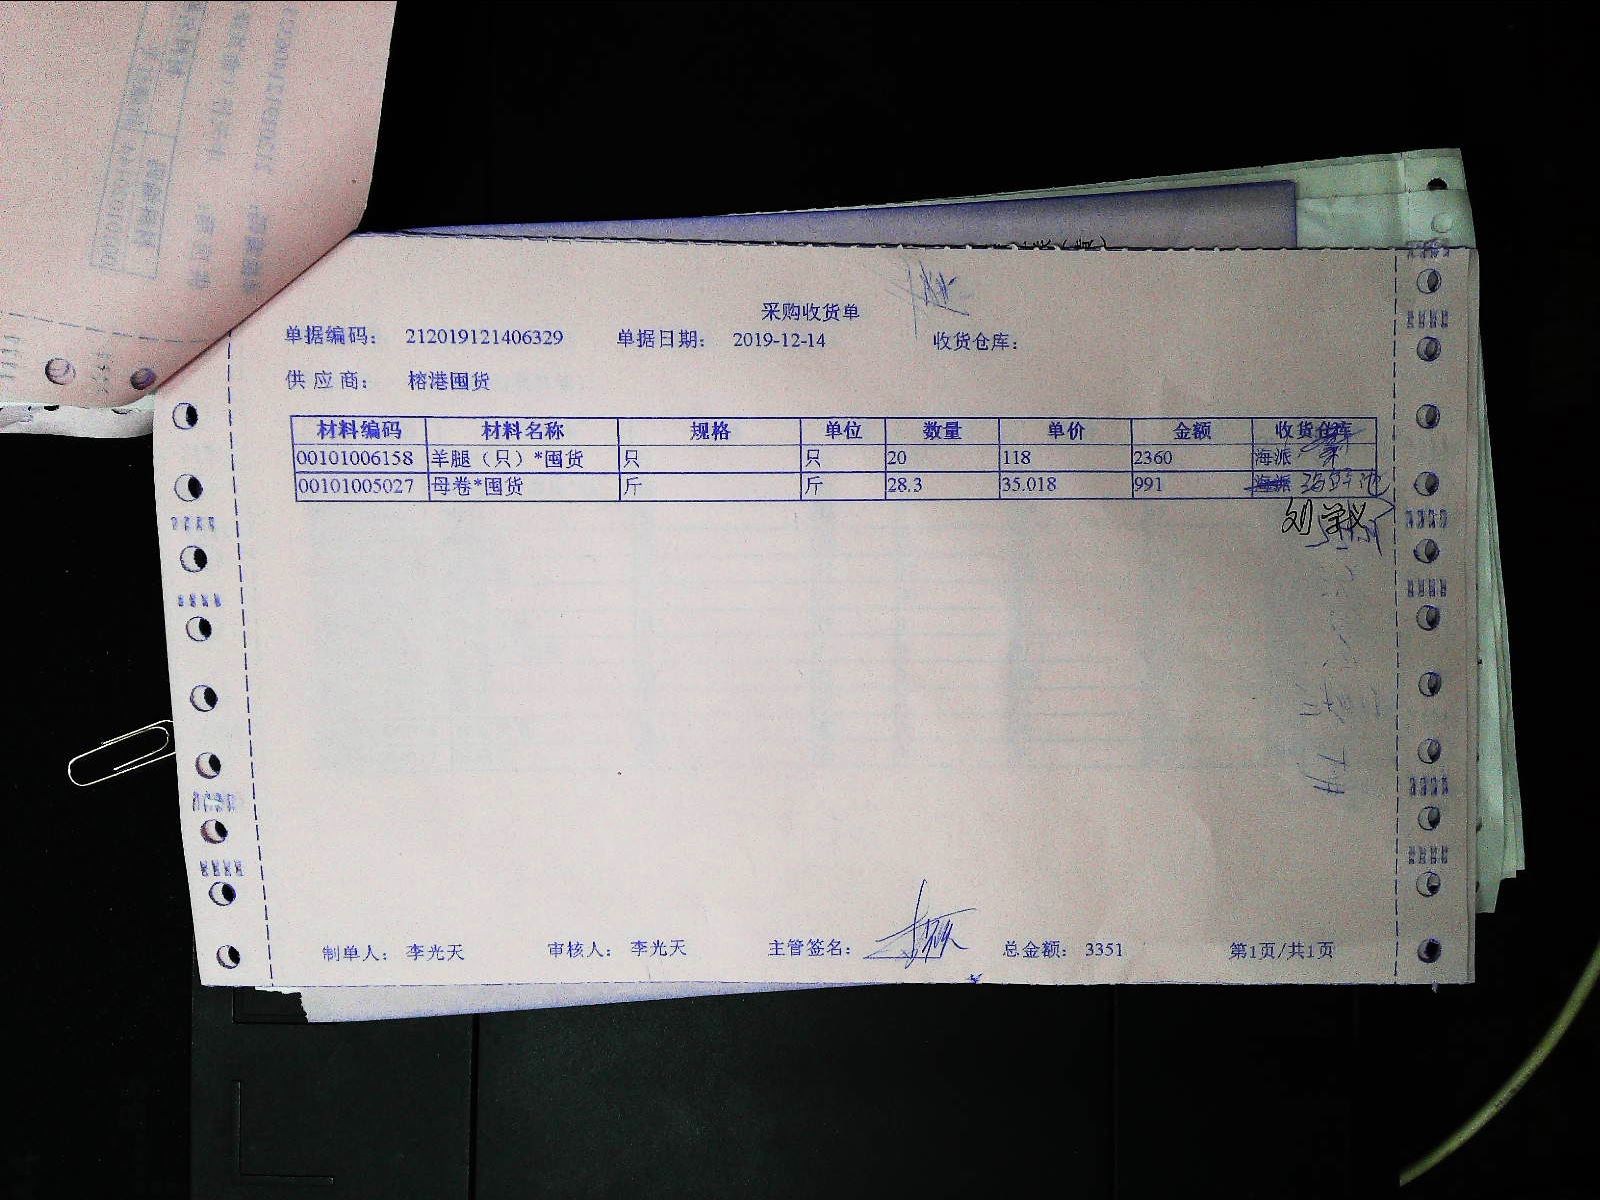 采购收货单
单据编码： 212019121406329 单据日期： 2019-12-14 收货仓库：
供 应 商： 榕港囤货
材料编码 材料名称 规格 单位 数量 单价 金额 收货仓库
00101006158 羊腿（只）*囤货 只 只 20 118 2360 海派
00101005027 母卷*囤货 斤 斤 28.3 35.018 991 海派
刘学义
制单人： 李光天 审核人： 李光天 主管签名： 总金额： 3351 第1页/共1页